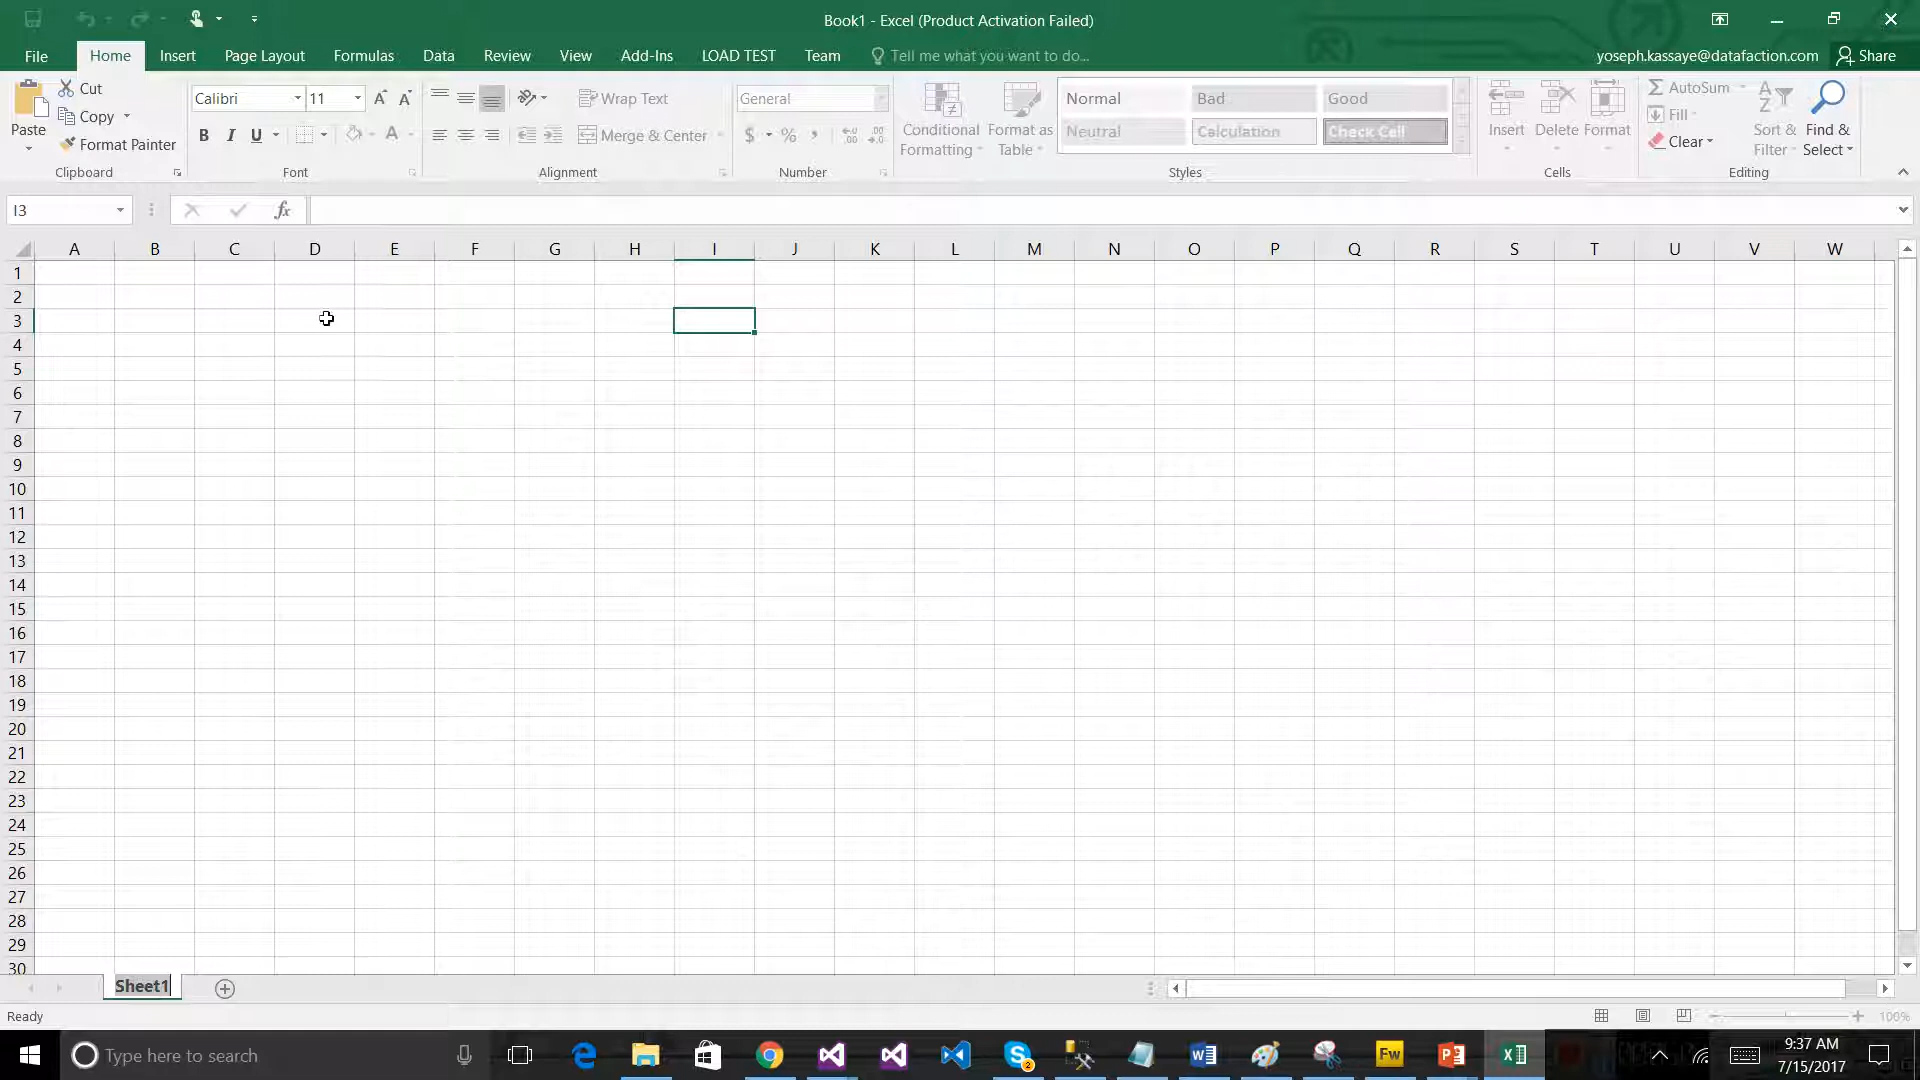 Book1 - Excel (Product Activation Failed)
File Home Insert Page Layout Formulas Data Review View Add-Ins LOAD TEST Team Tell me what you want to do... yoseph.kassaye@datafaction.com Share
Paste
Cut
Copy
Format Painter
Clipboard
Calibri 11
B I U
Font
Wrap Text
Merge & Center
Alignment
General
$ % ,
Number
Conditional Formatting
Format as Table
Normal Bad Good
Neutral Calculation Check Cell
Styles
Insert Delete Format
Cells
AutoSum
Fill
Clear
Sort & Filter
Find & Select
Editing
I3 fx
A B C D E F G H I J K L M N O P Q R S T U V W
1
2
3
4
5
6
7
8
9
10
11
12
13
14
15
16
17
18
19
20
21
22
23
24
25
26
27
28
29
30
Sheet1
Ready 100%
Type here to search 2 Fw 9:37 AM
7/15/2017